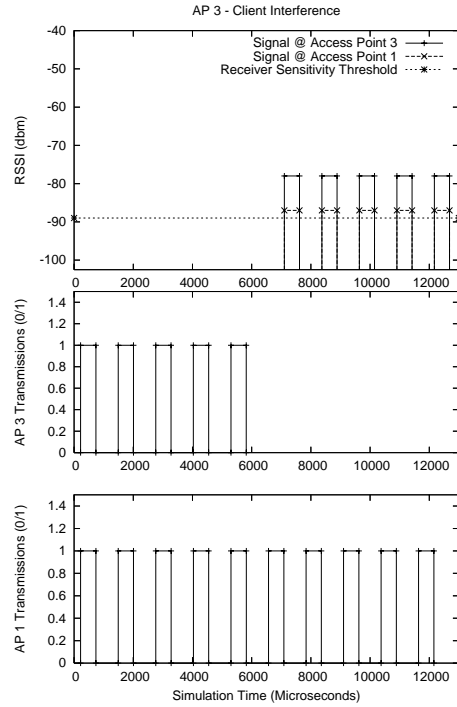 AP 3 - Client Interference
-40
-50
-60
-70
-80
-90
-100
RSSI (dbm)
Signal @ Access Point 3
Signal @ Access Point 1
Receiver Sensitivity Threshold
0 2000 4000 6000 8000 10000 12000
1.4
1.2
1
0.8
0.6
0.4
0.2
0
AP 3 Transmissions (0/1)
0 2000 4000 6000 8000 10000 12000
1.4
1.2
1
0.8
0.6
0.4
0.2
0
AP 1 Transmissions (0/1)
0 2000 4000 6000 8000 10000 12000
Simulation Time (Microseconds)